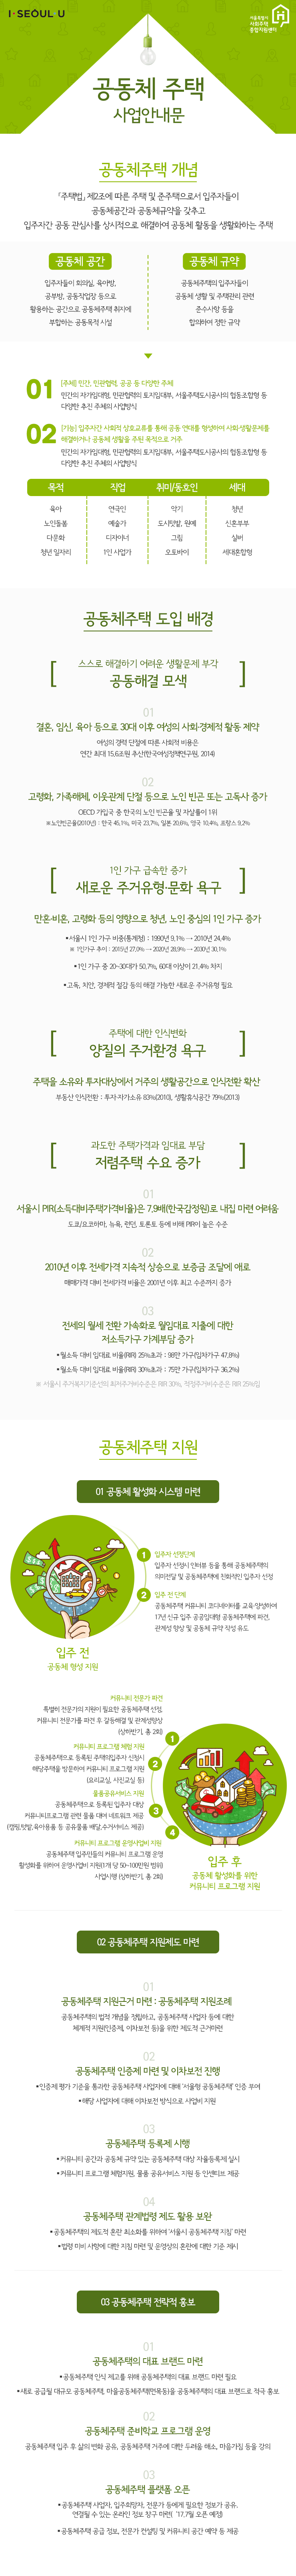 I·SEOUL U
서울특별시
사회주택
종합지원센터
공동체 주택
사업안내문
공동체주택 개념
「주택법」제2조에 따른 주택 및 준주택으로서 입주자들이
공동체공간과 공동체규약을 갖추고
입주자간 공동 관심사를 상시적으로 해결하여 공동체 활동을 생활화하는 주택
공동체 공간
입주자들이 회의실, 육아방,
공부방, 공동작업장 등으로
활용하는 공간으로 공동체주택 취지에
부합하는 공동목적 시설
공동체 규약
공동체주택의 입주자들이
공동체 생활 및 주택관리 관련
준수사항 등을
합의하여 정한 규약
01
[주체] 민간, 민관협력, 공공 등 다양한 주체
민간의 자가임대형, 민관협력의 토지임대부, 서울주택도시공사의 협동조합형 등
다양한 추진 주체의 사업방식
02
[기능] 입주자간 사회적 상호교류를 통해 공동·연대를 형성하여 사회·생활문제를
해결하거나 공동체 생활을 주된 목적으로 거주
민간의 자가임대형, 민관협력의 토지임대부, 서울주택도시공사의 협동조합형 등
다양한 추진 주체의 사업방식
목적 직업 취미/동호인 세대
육아 연극인 악기 청년
노인돌봄 예술가 도시텃밭, 원예 신혼부부
다문화 디자이너 그림 실버
청년 일자리 1인 사업가 오토바이 세대혼합형
공동체주택 도입 배경
스스로 해결하기 어려운 생활문제 부각
공동해결 모색
01
결혼, 임신, 육아 등으로 30대 이후 여성의 사회·경제적 활동 제약
여성의 경력 단절에 따른 사회적 비용은
연간 최대 15.6조원 추산(한국여성정책연구원, 2014)
02
고령화, 가족해체, 이웃관계 단절 등으로 노인 빈곤 또는 고독사 증가
OECD 가입국 중 한국의 노인 빈곤율 및 자살률이 1위
※노인빈곤율(2010년) : 한국 45.1%, 미국 23.7%, 일본 20.6%, 영국 10.4%, 프랑스 9.2%
1인 가구 급속한 증가
새로운 주거유형·문화 욕구
만혼·비혼, 고령화 등의 영향으로 청년, 노인 중심의 1인 가구 증가
•서울시 1인 가구 비중(통계청) : 1990년 9.1% → 2010년 24.4%
※ 1인가구 추이 : 2015년 27.0% → 2020년 28.9% → 2030년 30.1%
•1인 가구 중 20~30대가 50.7%, 60대 이상이 21.4% 차지
•고독, 치안, 경제적 절감 등의 해결 가능한 새로운 주거유형 필요
주택에 대한 인식변화
양질의 주거환경 욕구
주택을 소유와 투자대상에서 거주의 생활공간으로 인식전환 확산
부동산 인식전환 : 투자·자가소유 83%(2010), 생활휴식공간 79%(2013)
과도한 주택가격과 임대료 부담
저렴주택 수요 증가
01
서울시 PIR(소득대비주택가격비율)은 7.9배(한국감정원)로 내집 마련 어려움
도쿄/요코하마, 뉴욕, 런던, 토론토 등에 비해 PIR이 높은 수준
02
2010년 이후 전세가격 지속적 상승으로 보증금 조달에 애로
매매가격 대비 전세가격 비율은 2001년 이후 최고 수준까지 증가
03
전세의 월세 전환 가속화로 월임대료 지출에 대한
저소득가구 가계부담 증가
•월소득 대비 임대료 비율(RIR) 25%초과 : 98만 가구(임차가구 47.8%)
•월소득 대비 임대료 비율(RIR) 30%초과 : 75만 가구(임차가구 36.2%)
※ 서울시 주거복지기준선의 최저주거비수준은 RIR 30%, 적정주거비수준은 RIR 25%임
공동체주택 지원
01 공동체 활성화 시스템 마련
입주 전
공동체 형성 지원
1 입주자 선정단계
입주자 선정시 인터뷰 등을 통해 공동체주택의
의미전달 및 공동체주택에 친화적인 입주자 선정
2 입주 전 단계
공동체주택 커뮤니티 코디네이터를 교육·양성하여
17년 신규 입주 공공임대형 공동체주택에 파견,
관계성 향상 및 공동체 규약 작성 유도
커뮤니티 전문가 파견
특별히 전문가의 지원이 필요한 공동체주택 선정,
커뮤니티 전문가를 파견 후 갈등해결 및 관계성향상
(상하반기, 총 2회)
1
커뮤니티 프로그램 체험 지원
공동체주택으로 등록된 주택의입주자 신청시
해당주택을 방문하여 커뮤니티 프로그램 지원
(요리교실, 사진교실 등)
2
물품공유서비스 지원
공동체주택으로 등록된 입주자 대상
커뮤니티프로그램 관련 물품 대여 네트워크 제공
(캠핑,텃밭,육아용품 등 공유물품 배달,수거서비스 제공)
3
커뮤니티 프로그램 운영사업비 지원
공동체주택 입주민들의 커뮤니티 프로그램 운영
활성화를 위하여 운영사업비 지원(1개 당 50~100만원 범위)
사업시행 (상하반기, 총 2회)
4
입주 후
공동체 활성화를 위한
커뮤니티 프로그램 지원
02 공동체주택 지원제도 마련
01
공동체주택 지원근거 마련 : 공동체주택 지원조례
공동체주택의 법적 개념을 정립하고, 공동체주택 사업자 등에 대한
체계적 지원(인증제, 이차보전 등)을 위한 제도적 근거마련
02
공동체주택 인증제 마련 및 이차보전 진행
•인증제 평가 기준을 통과한 공동체주택 사업자에 대해 '서울형 공동체주택' 인증 부여
•해당 사업자에 대해 이차보전 방식으로 사업비 지원
03
공동체주택 등록제 시행
•커뮤니티 공간과 공동체 규약 있는 공동체주택 대상 자율등록제 실시
•커뮤니티 프로그램 체험지원, 물품 공유서비스 지원 등 인센티브 제공
04
공동체주택 관계법령 제도 활용 보완
•공동체주택의 제도적 혼란 최소화를 위하여 '서울시 공동체주택 지침' 마련
•법령 미비 사항에 대한 지침 마련 및 운영상의 혼란에 대한 기준 제시
03 공동체주택 전략적 홍보
01
공동체주택의 대표 브랜드 마련
•공동체주택 인식 제고를 위해 공동체주택의 대표 브랜드 마련 필요
•새로 공급될 대규모 공동체주택, 마을공동체주택(면목동)을 공동체주택의 대표 브랜드로 적극 홍보
02
공동체주택 준비학교 프로그램 운영
공동체주택 입주 후 삶의 변화 공유, 공동체주택 거주에 대한 두려움 해소, 마음가짐 등을 강의
03
공동체주택 플랫폼 오픈
•공동체주택 사업자, 입주희망자, 전문가 등에게 필요한 정보가 공유,
연결될 수 있는 온라인 정보 창구 마련( '17.7월 오픈 예정)
•공동체주택 공급 정보, 전문가 컨설팅 및 커뮤니티 공간 예약 등 제공